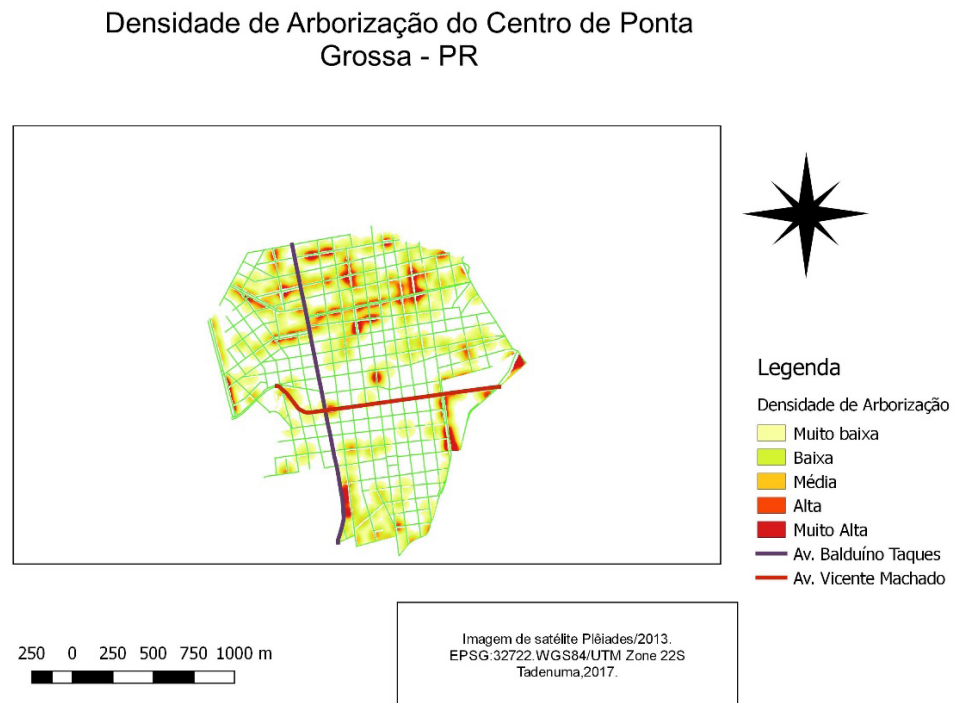 Densidade de Arborização do Centro de Ponta
Grossa - PR
Legenda
Densidade de Arborização
Muito baixa
Baixa
Média
Alta
Muito Alta
Av. Balduíno Taques
Av. Vicente Machado
250 0 250 500 750 1000 m
Imagem de satélite Plêiades/2013.
EPSG:32722.WGS84/UTM Zone 22S
Tadenuma,2017.